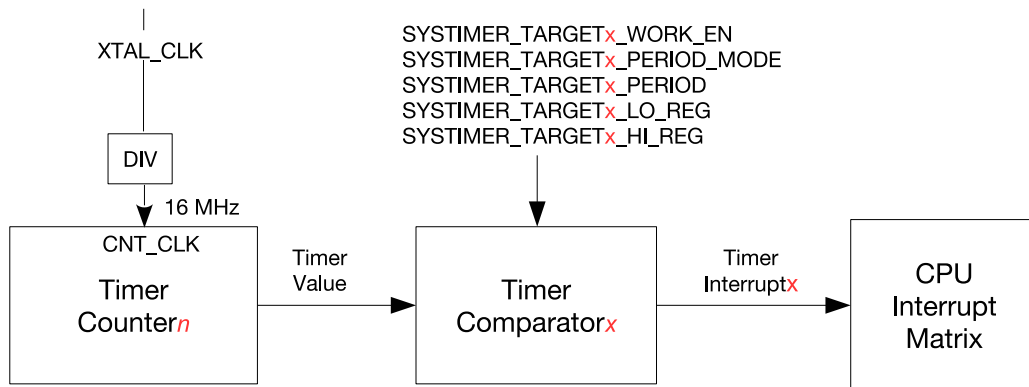 XTAL_CLK
DIV
16 MHz
CNT_CLK
Timer
Countern
Timer
Value
SYSTIMER_TARGETx_WORK_EN
SYSTIMER_TARGETx_PERIOD_MODE
SYSTIMER_TARGETx_PERIOD
SYSTIMER_TARGETx_LO_REG
SYSTIMER_TARGETx_HI_REG
Timer
Comparatorx
Timer
Interruptx
CPU
Interrupt
Matrix